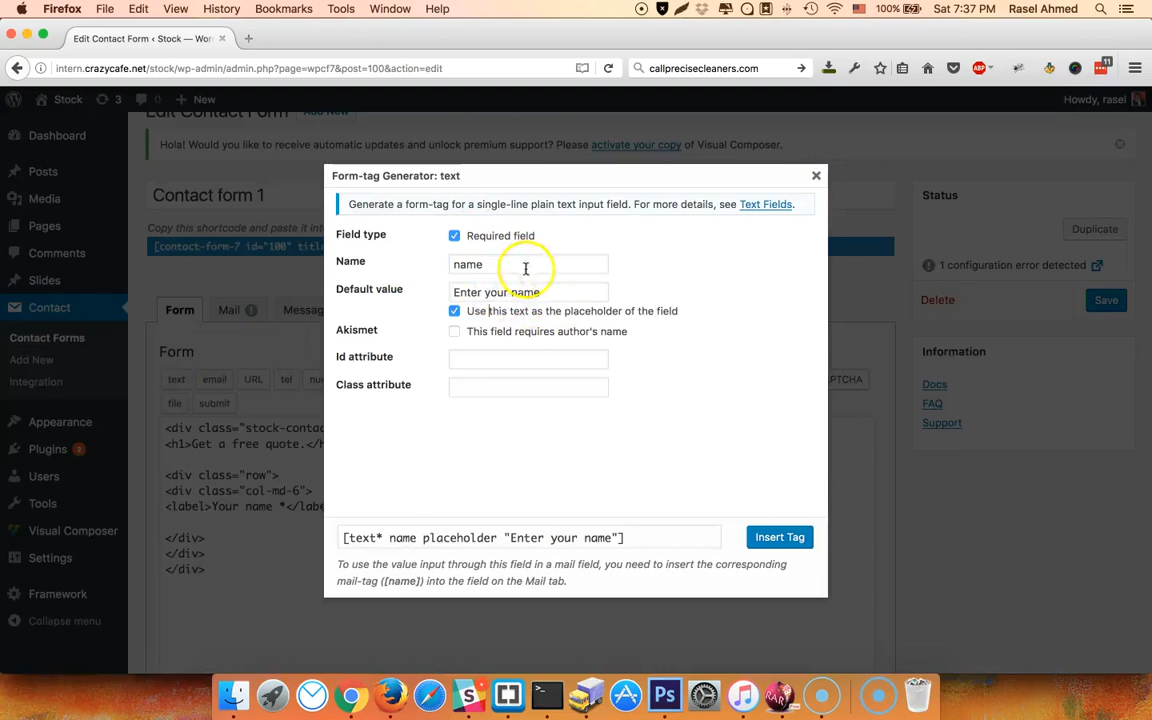 Firefox File Edit View History Bookmarks Tools Window Help 100% Sat 7:37 PM Rasel Ahmed
Edit Contact Form ‹ Stock — Wor
intern.crazycafe.net/stock/wp-admin/admin.php?page=wpcf7&post=100&action=edit
callprecisecleaners.com
ABP
11
Stock 3 New
Howdy, rasel
Edit Contact Form Add New
Dashboard
Hola! Would you like to receive automatic updates and unlock premium support? Please activate your copy of Visual Composer.
Posts
Media
Pages
Comments
Slides
Contact
Contact Forms
Add New
Integration
Appearance
Plugins 2
Users
Tools
Visual Composer
Settings
Framework
Collapse menu
Contact form 1
Copy this shortcode and paste it
[contact-form-7 id="100" title
Form Mail Messa
Form
text email URL tel
APTCHA
file submit
<div class="stock-conta
<h1>Get a free quote.</h
<div class="row">
<div class="col-md-6">
<label>Your name *</labe
</div>
</div>
</div>
Form-tag Generator: text
Generate a form-tag for a single-line plain text input field. For more details, see Text Fields.
Field type Required field
Name name
Default value Enter your name
Use this text as the placeholder of the field
Akismet This field requires author's name
Id attribute
Class attribute
[text* name placeholder "Enter your name"] Insert Tag
To use the value input through this field in a mail field, you need to insert the corresponding
mail-tag ([name]) into the field on the Mail tab.
Status
Duplicate
1 configuration error detected
Delete Save
Information
Docs
FAQ
Support
Ps
RAR